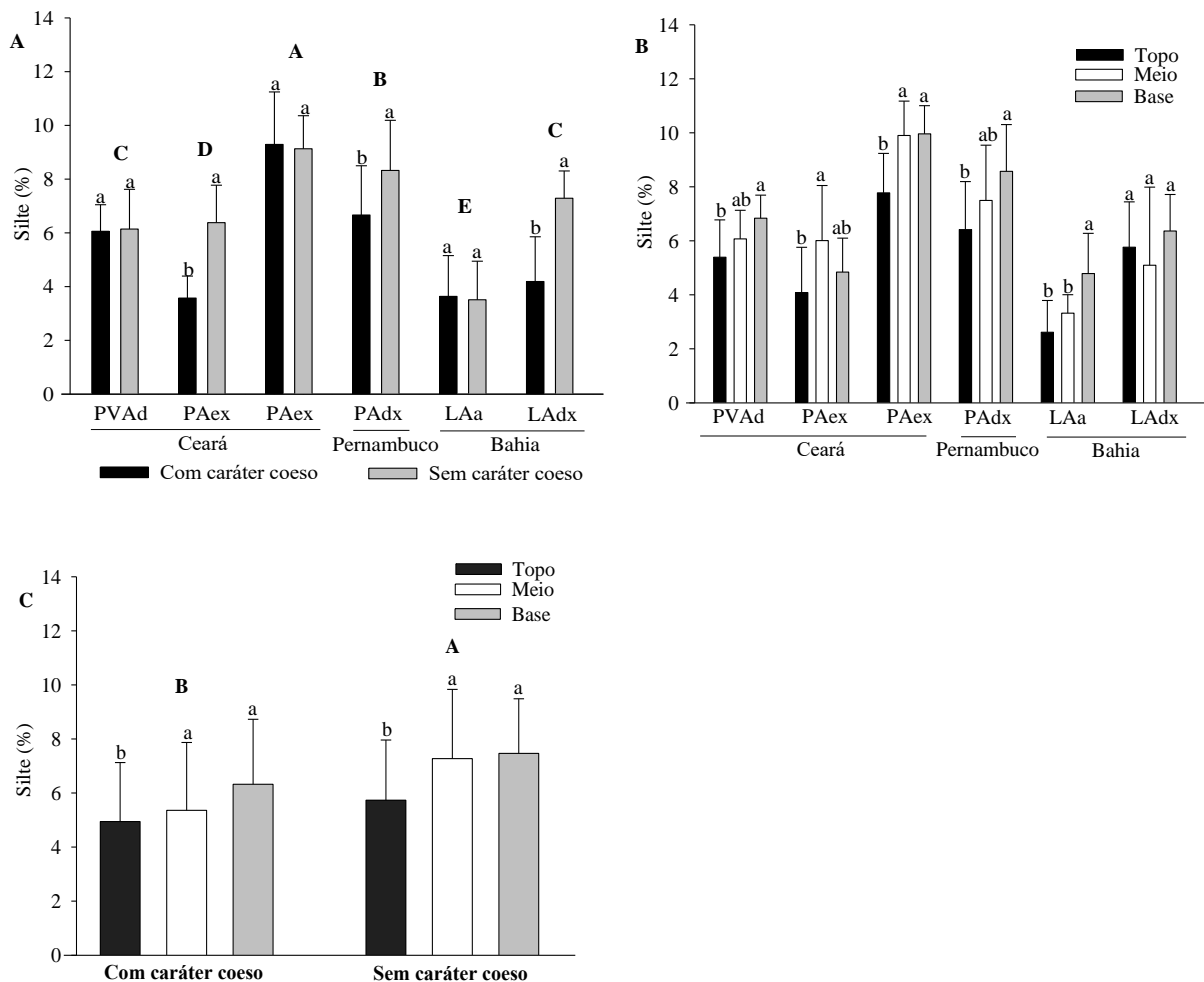 A
Silte (%)
14
12
10
8
6
4
2
0
C
D
A
B
E
C
a
a
b
a
a
a
b
a
a
a
b
a
PVAd
PAex
PAex
PAdx
LAa
LAdx
Ceará
Pernambuco
Bahia
Com caráter coeso
Sem caráter coeso
B
Topo
Meio
Base
Silte (%)
14
12
10
8
6
4
2
0
b
ab
a
b
a
ab
b
a
a
b
ab
a
b
b
a
a
a
a
PVAd
PAex
PAex
PAdx
LAa
LAdx
Ceará
Pernambuco
Bahia
C
Topo
Meio
Base
Silte (%)
14
12
10
8
6
4
2
0
B
A
b
a
a
b
a
a
Com caráter coeso
Sem caráter coeso